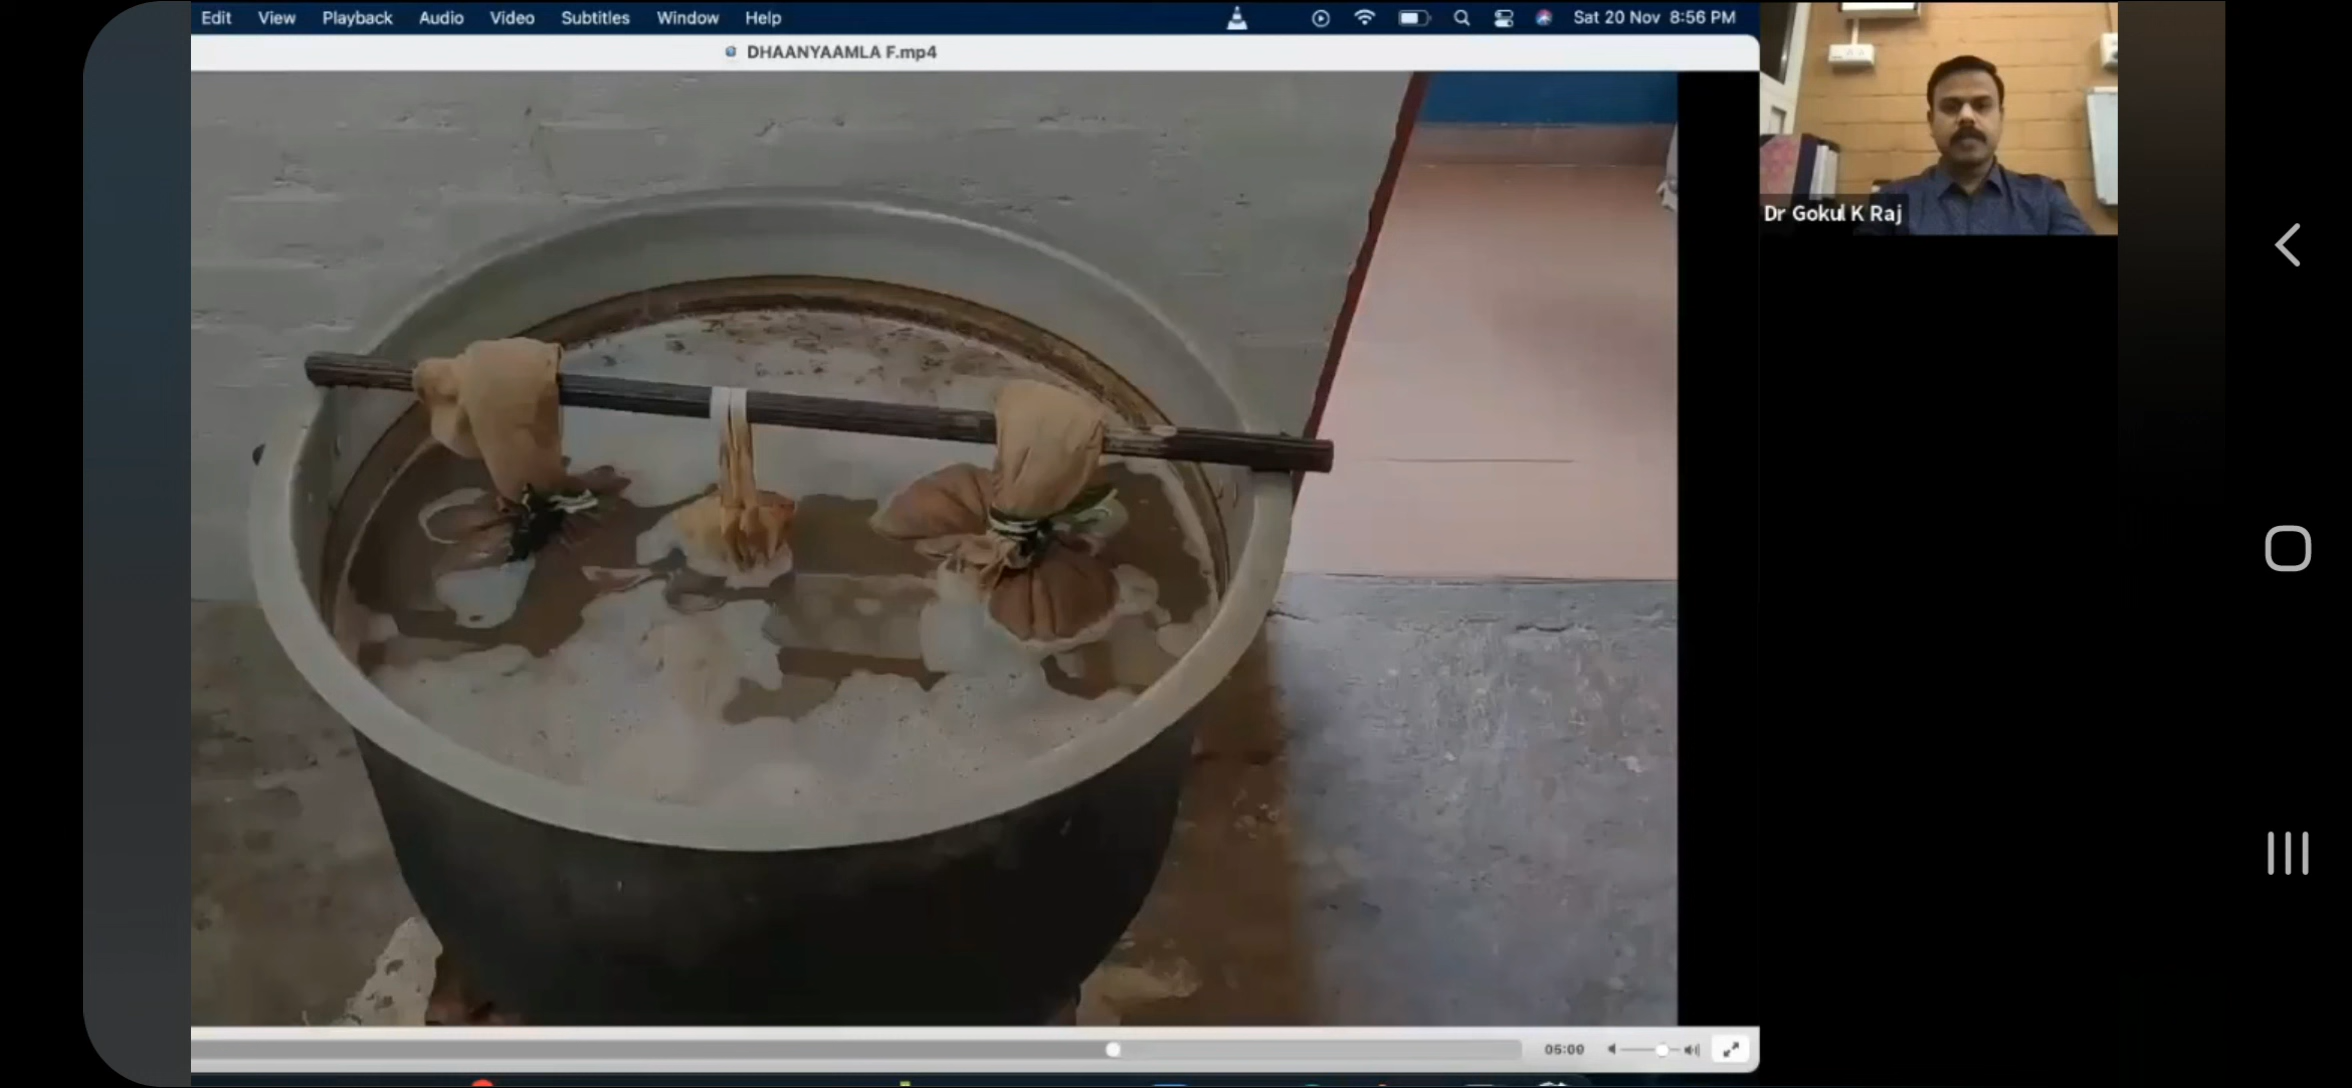 Edit View Playback Audio Video Subtitles Window Help Sat 20 Nov 8:56 PM
DHAANYAAMLA F.mp4
Dr Gokul K Raj
05:00